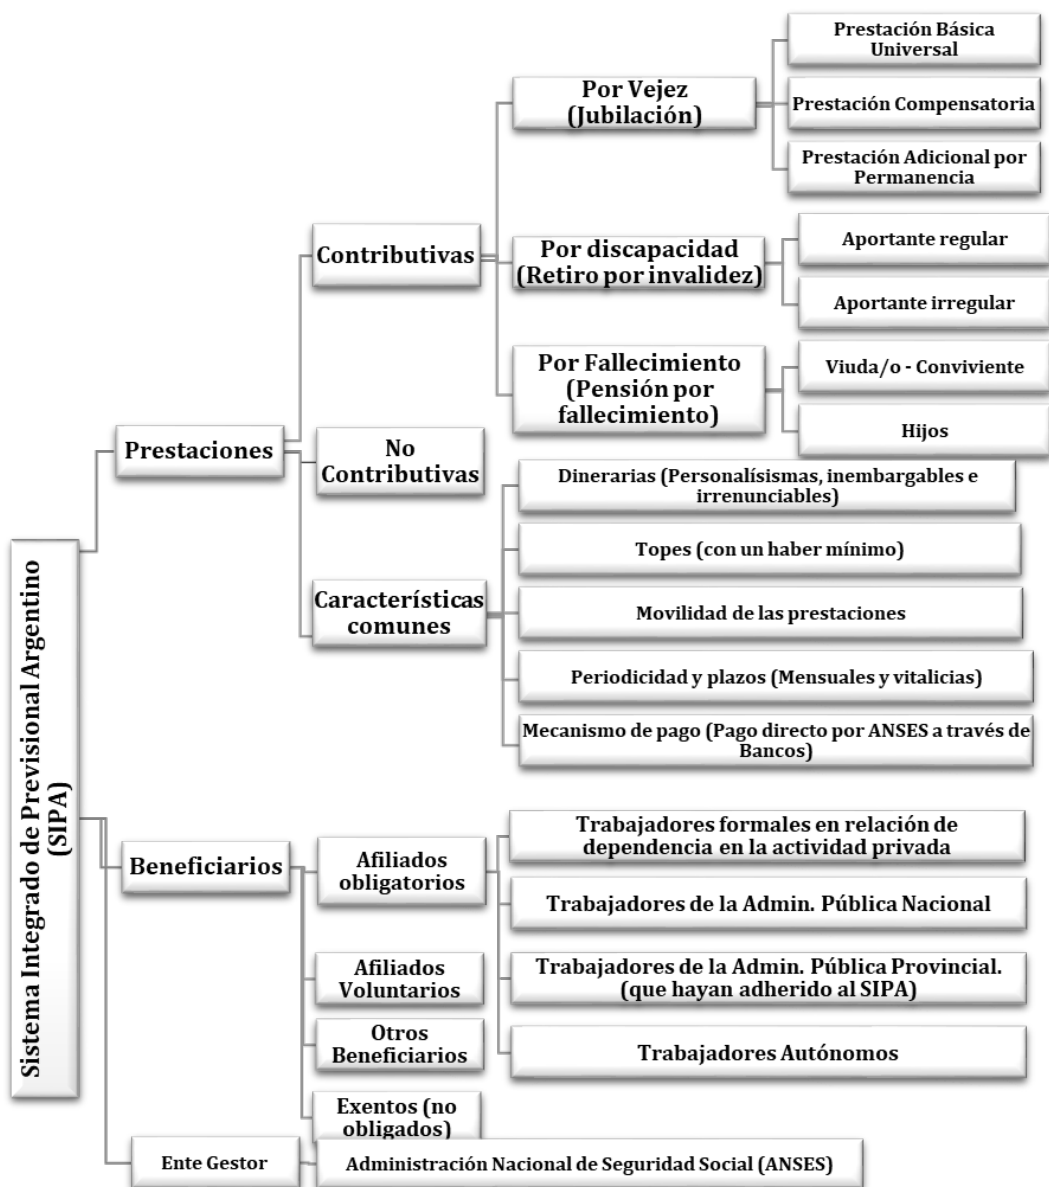 Sistema Integrado de Previsional Argentino
(SIPA)
Prestaciones
Contributivas
Por Vejez
(Jubilación)
Prestación Básica
Universal
Prestación Compensatoria
Prestación Adicional por
Permanencia
Por discapacidad
(Retiro por invalidez)
Aportante regular
Aportante irregular
Por Fallecimiento
(Pensión por
fallecimiento)
Viuda/o - Conviviente
Hijos
No
Contributivas
Características
comunes
Dinerarias (Personalísismas, inembargables e
irrenunciables)
Topes (con un haber mínimo)
Movilidad de las prestaciones
Periodicidad y plazos (Mensuales y vitalicias)
Mecanismo de pago (Pago directo por ANSES a través de
Bancos)
Beneficiarios
Afiliados
obligatorios
Trabajadores formales en relación de
dependencia en la actividad privada
Trabajadores de la Admin. Pública Nacional
Trabajadores de la Admin. Pública Provincial.
(que hayan adherido al SIPA)
Trabajadores Autónomos
Afiliados
Voluntarios
Otros
Beneficiarios
Exentos (no
obligados)
Ente Gestor
Administración Nacional de Seguridad Social (ANSES)